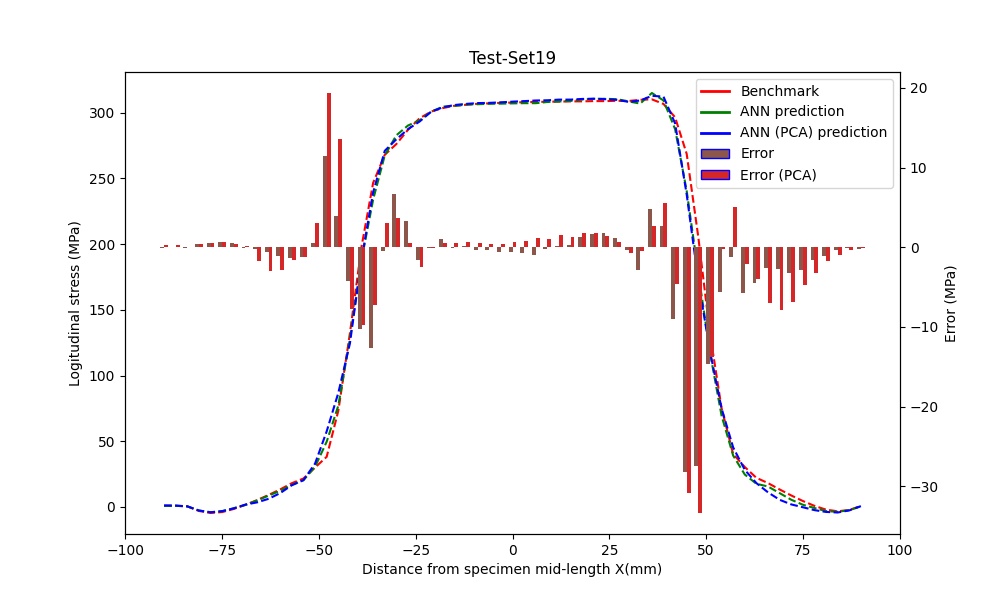 Test-Set19
Logitudinal stress (MPa)
300
250
200
150
100
50
0
Benchmark
ANN prediction
ANN (PCA) prediction
Error
Error (PCA)
20
10
0
−10
−20
−30
Error (MPa)
−100 −75 −50 −25 0 25 50 75 100
Distance from specimen mid-length X(mm)